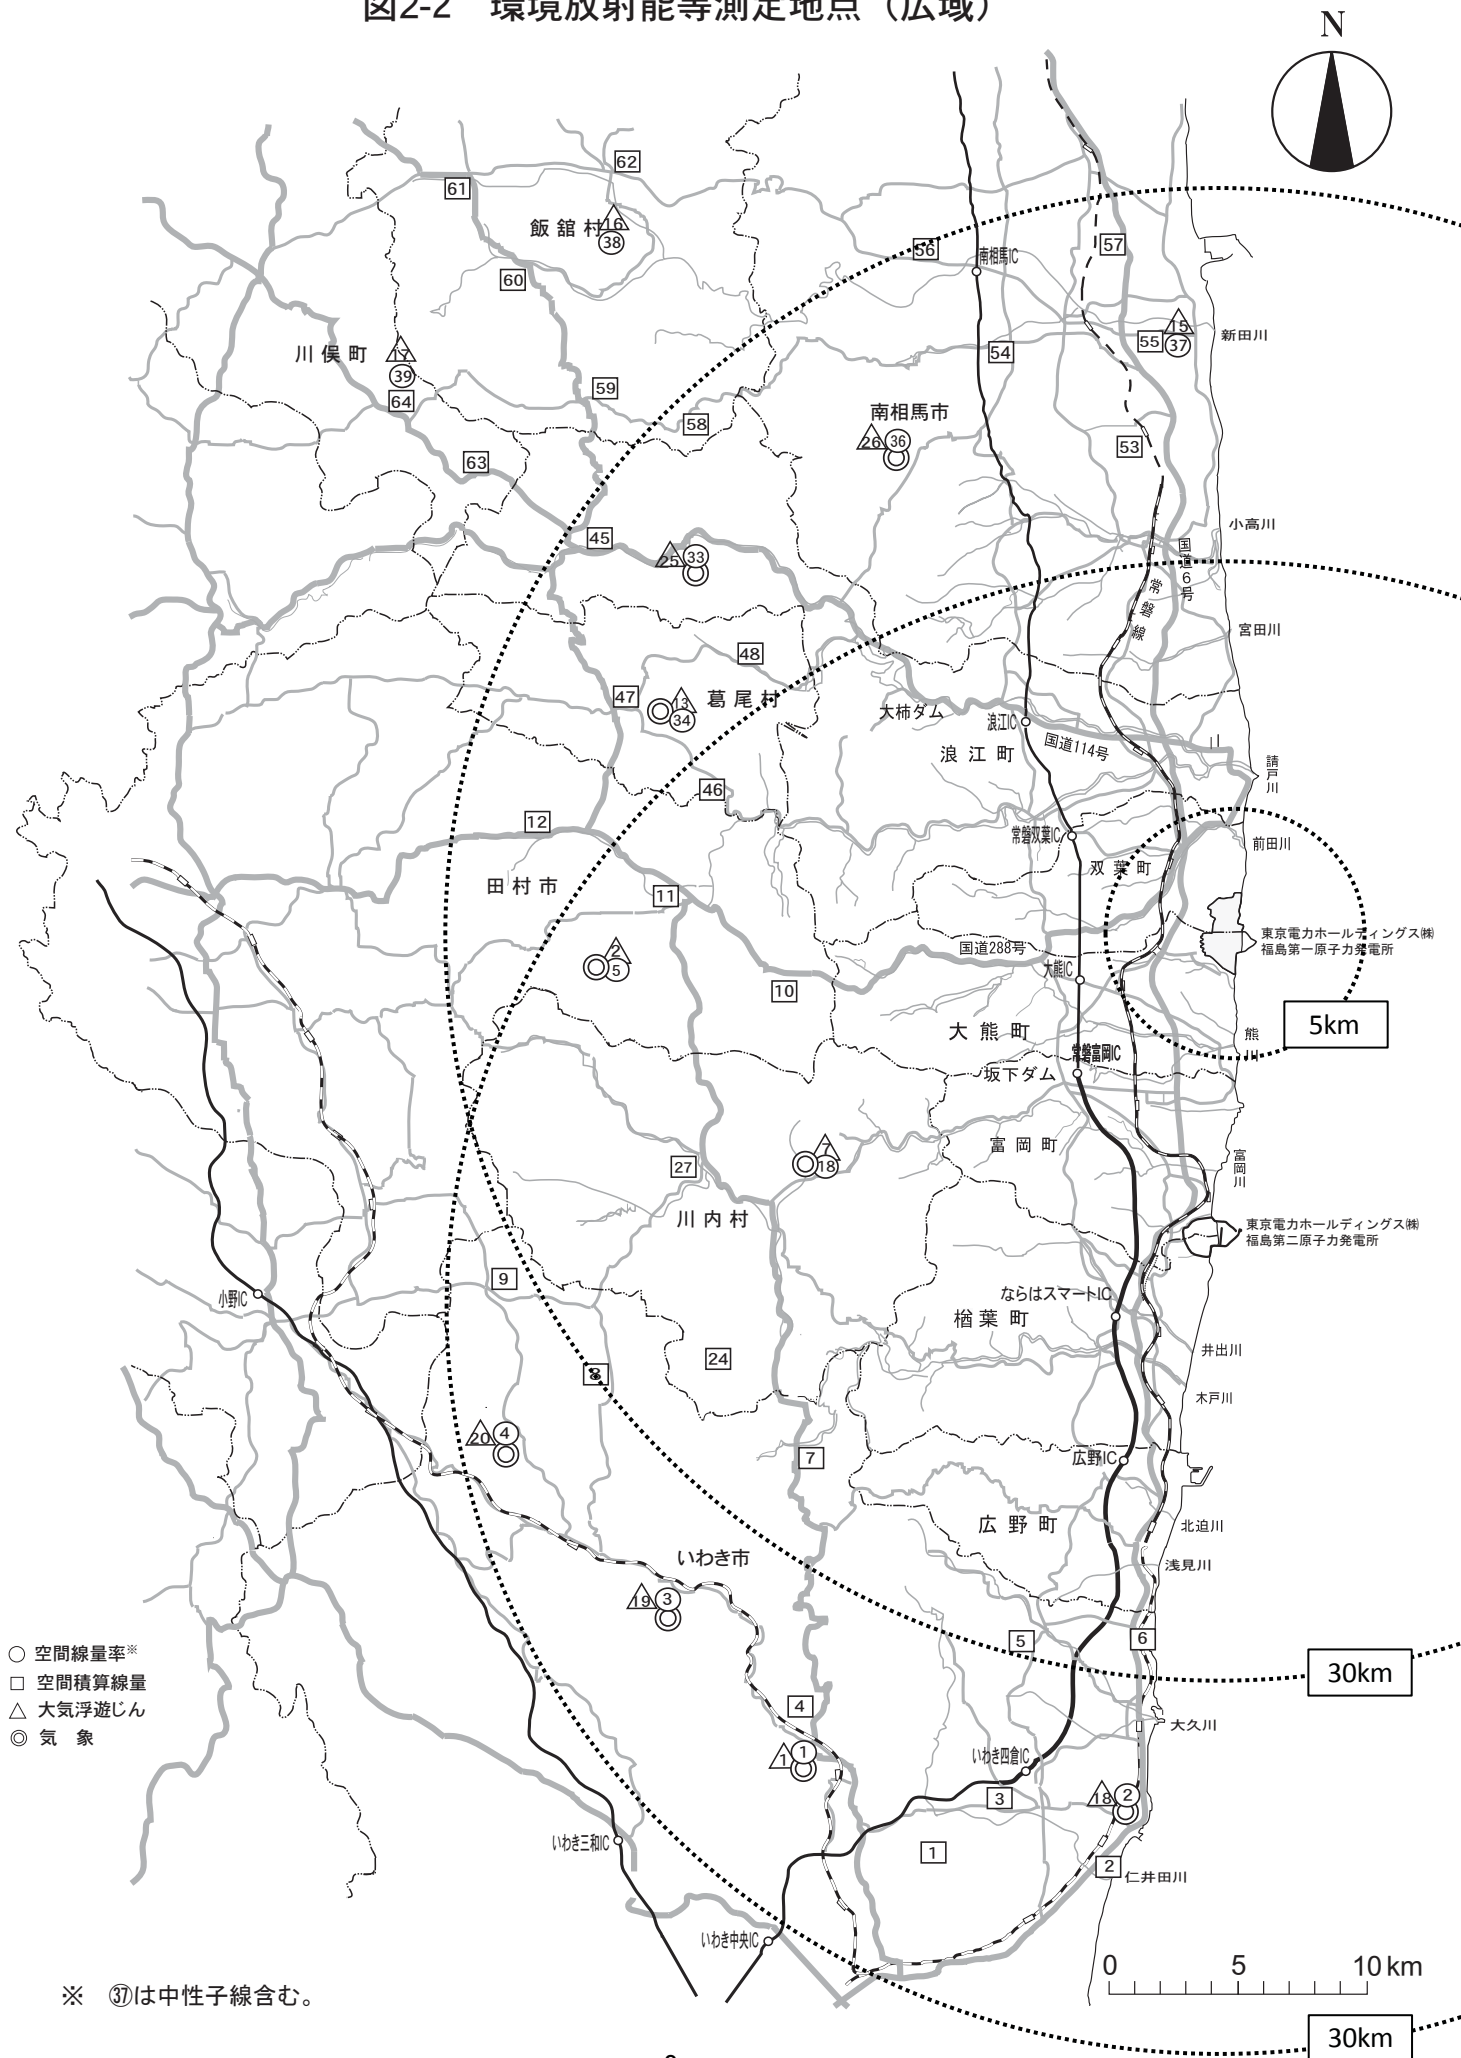 図2-2　環境放射能等測定地点（広域）
N
62
61
飯舘村
16
38
60
56
南相馬IC
57
15
37
55
新田川
54
川俣町
17
39
64
59
58
南相馬市
26
36
53
63
45
25
33
小高川
国道6号
常磐線
宮田川
48
47
13
34
葛尾村
大柿ダム
浪江IC
国道114号
浪江町
請戸川
46
12
常磐双葉IC
双葉町
前田川
田村市
11
2
5
国道288号
大熊IC
東京電力ホールディングス㈱
福島第一原子力発電所
10
5km
大熊町
熊川
常磐富岡IC
坂下ダム
富岡町
富岡川
7
18
27
川内村
東京電力ホールディングス㈱
福島第二原子力発電所
9
小野IC
ならはスマートIC
楢葉町
井出川
24
8
木戸川
20
4
7
広野IC
広野町
北迫川
いわき市
浅見川
19
3
5
6
○ 空間線量率※
□ 空間積算線量
△ 大気浮遊じん
◎ 気　象
30km
4
大久川
1
1
いわき四倉IC
3
18
2
いわき三和IC
1
2
仁井田川
いわき中央IC
0 5 10 km
※　㊲は中性子線含む。
30km